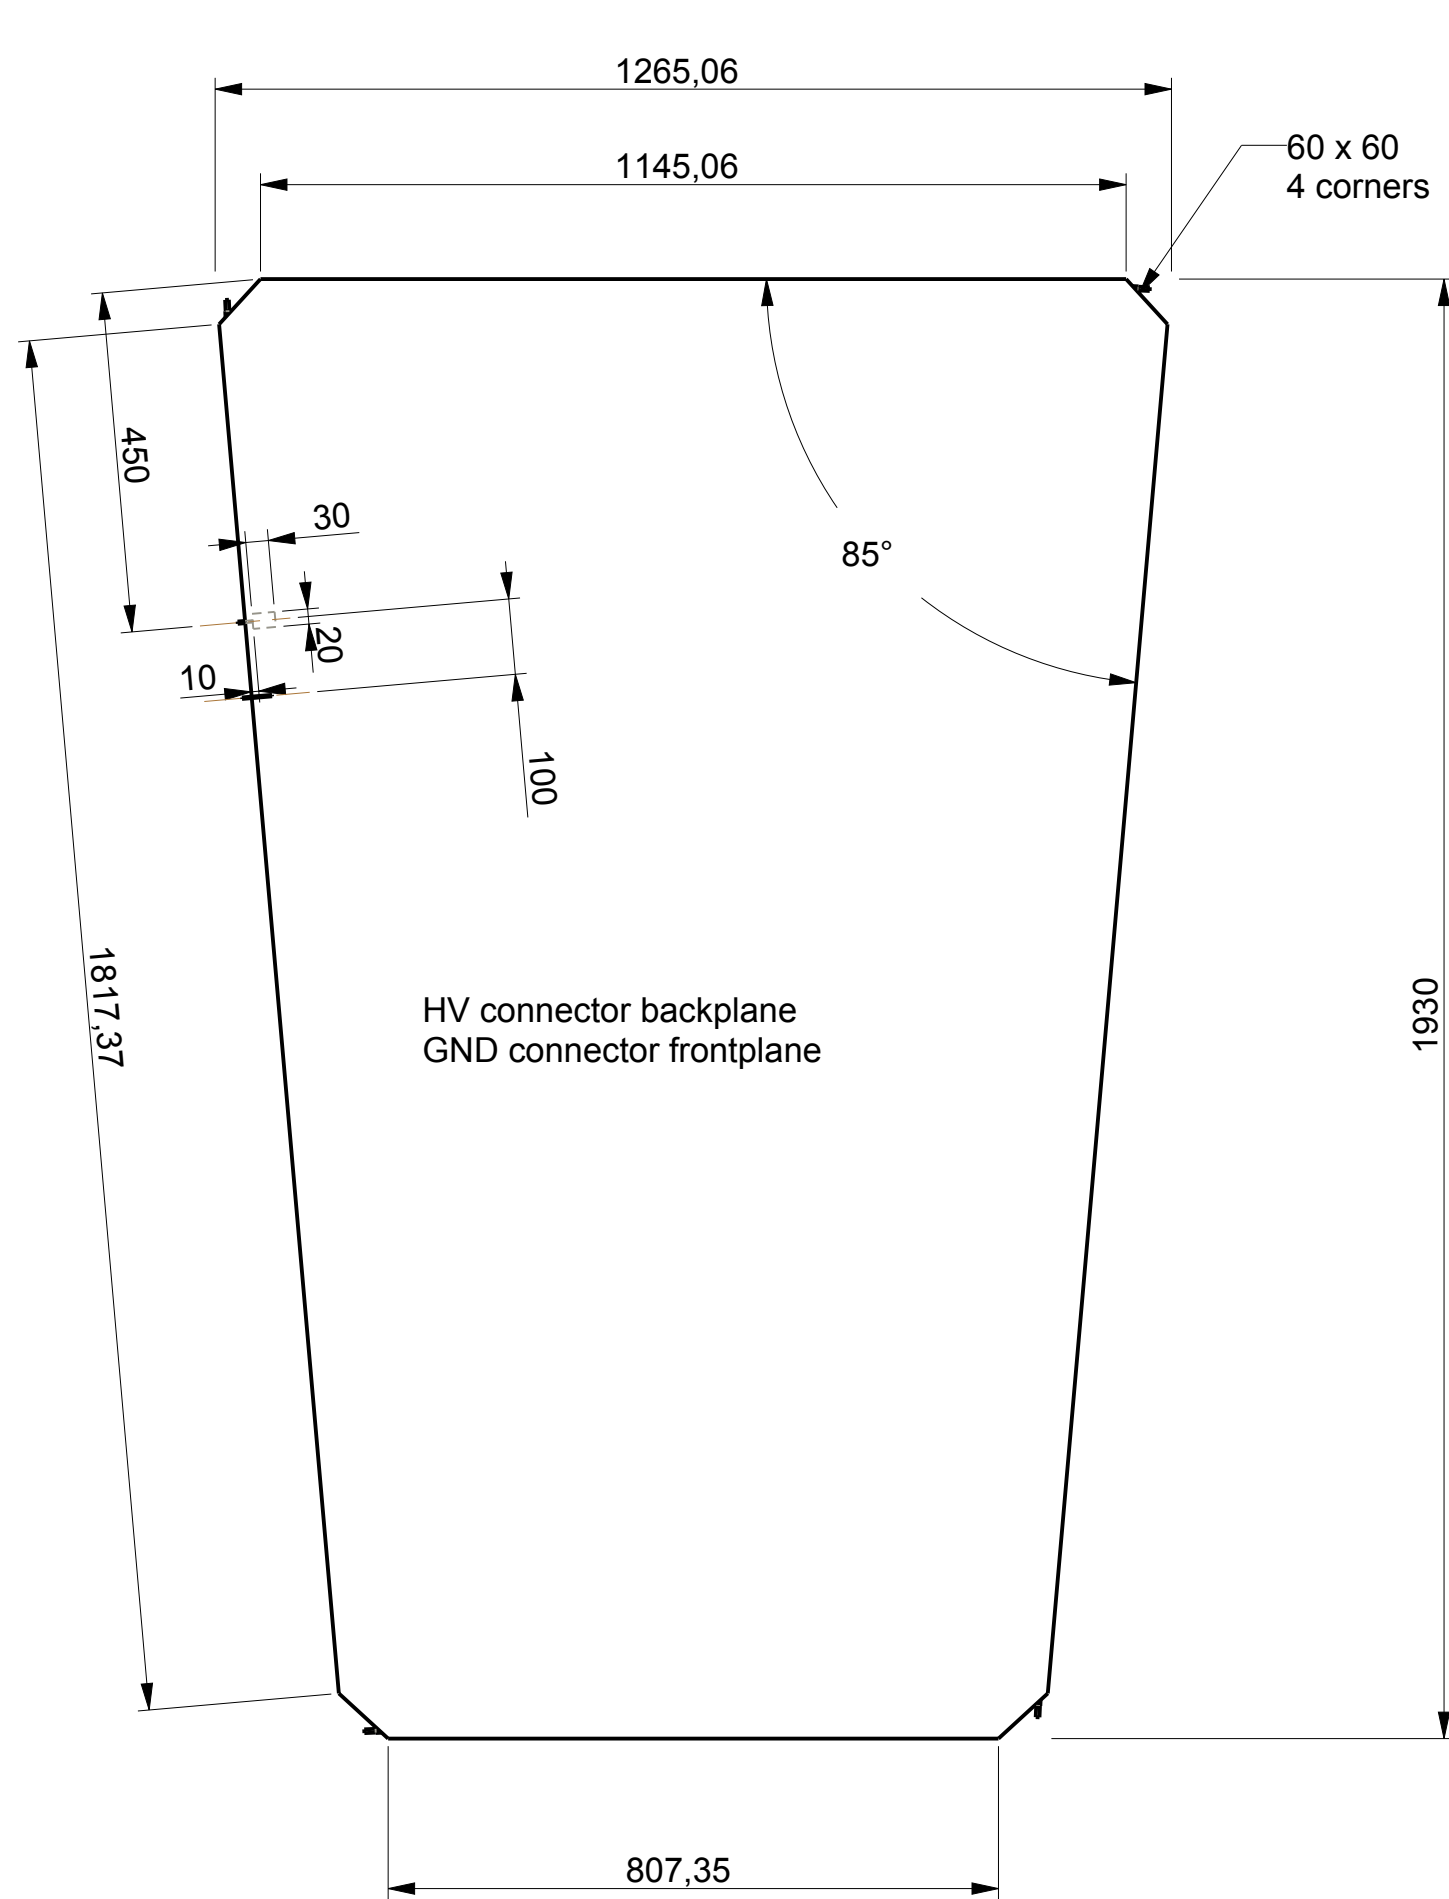 1265,06
1145,06
60 x 60
4 corners
450
30
85°
20
10
100
1817,37
HV connector backplane
GND connector frontplane
1930
807,35